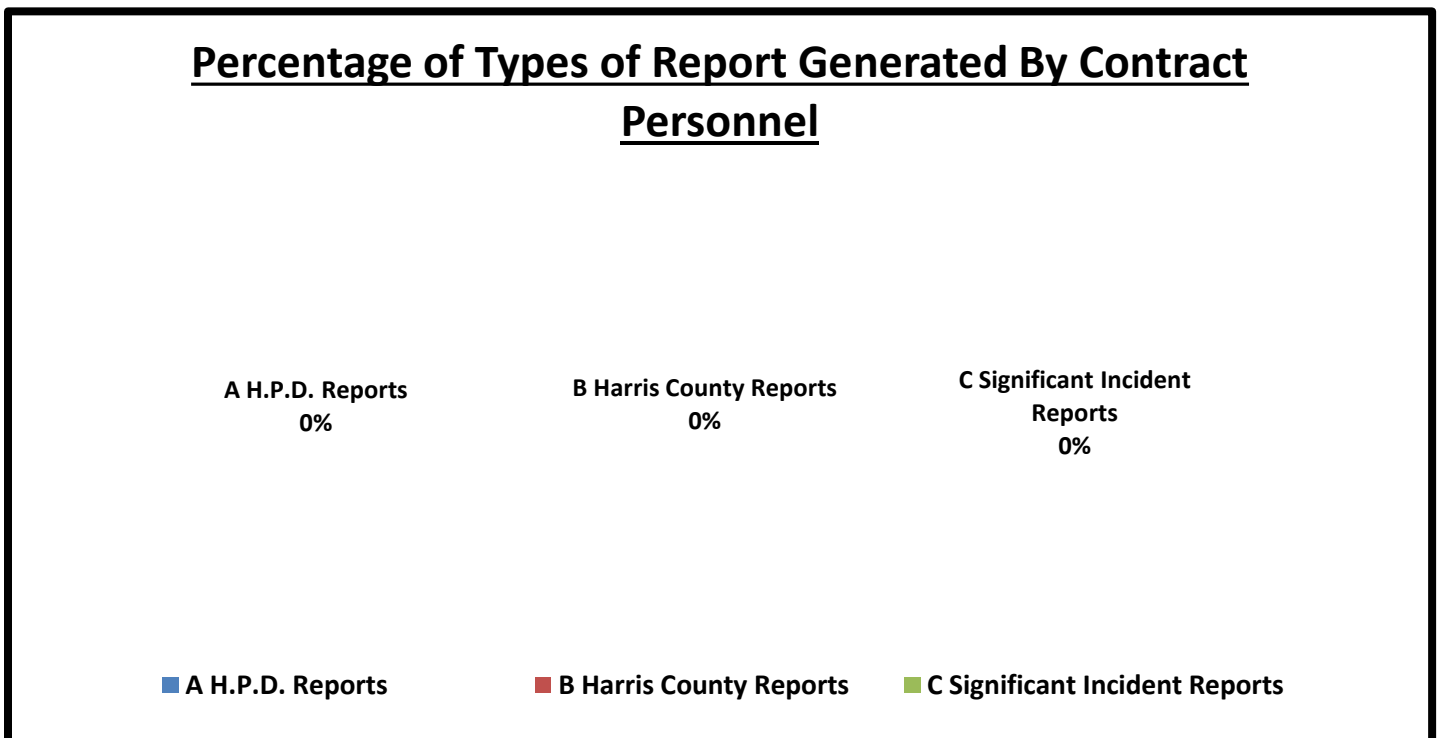 Percentage of Types of Report Generated By Contract
Personnel
A H.P.D. Reports
0%
B Harris County Reports
0%
C Significant Incident
Reports
0%
A H.P.D. Reports
B Harris County Reports
C Significant Incident Reports